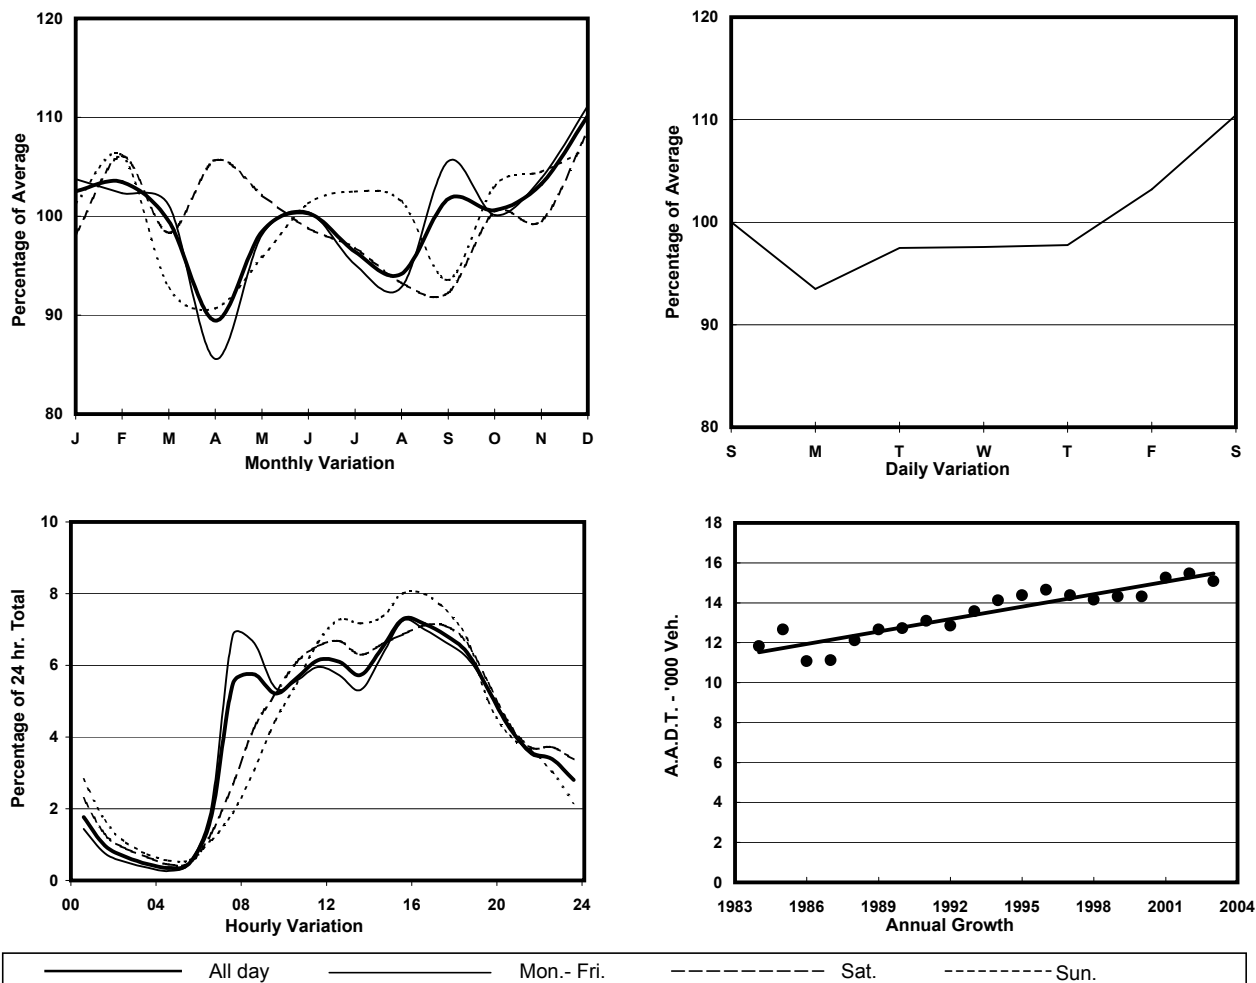 120
110
100
90
80
Percentage of Average
J F M A M J J A S O N D
Monthly Variation
120
110
100
90
80
Percentage of Average
S M T W T F S
Daily Variation
10
8
6
4
2
0
Percentage of 24 hr. Total
00 04 08 12 16 20 24
Hourly Variation
18
16
14
12
10
8
6
4
2
0
A.A.D.T. - '000 Veh.
1983 1986 1989 1992 1995 1998 2001 2004
Annual Growth
All day Mon.- Fri. Sat. Sun.